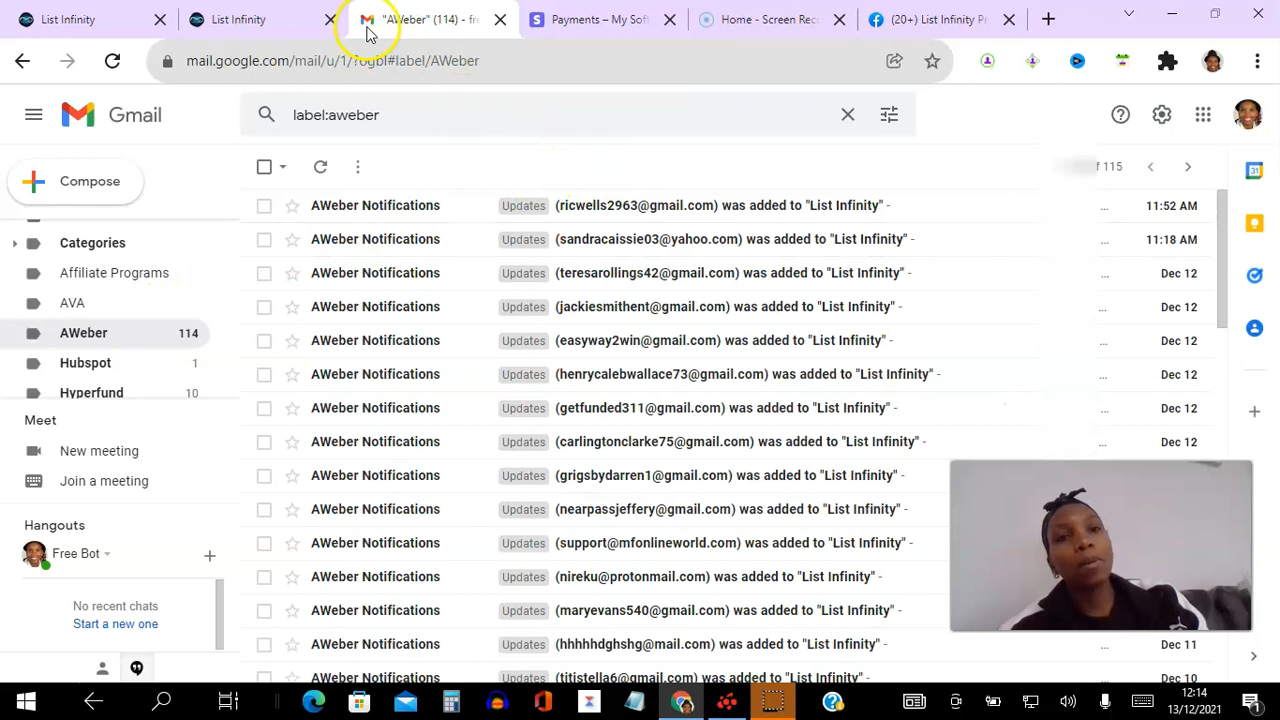 List Infinity
List Infinity
"AWeber" (114) - fre
Payments – My Sof
Home - Screen Rec
(20+) List Infinity P
mail.google.com/mail/u/1/?ogbl#label/AWeber
Gmail
label:aweber
Compose
of 115
Categories
Affiliate Programs
AVA
AWeber 114
Hubspot 1
Hyperfund 10
Meet
New meeting
Join a meeting
Hangouts
Free Bot
No recent chats
Start a new one
AWeber Notifications Updates (ricwells2963@gmail.com) was added to "List Infinity" - ... 11:52 AM
AWeber Notifications Updates (sandracaissie03@yahoo.com) was added to "List Infinity" - ... 11:18 AM
AWeber Notifications Updates (teresarollings42@gmail.com) was added to "List Infinity" - ... Dec 12
AWeber Notifications Updates (jackiesmithent@gmail.com) was added to "List Infinity" - ... Dec 12
AWeber Notifications Updates (easyway2win@gmail.com) was added to "List Infinity" - ... Dec 12
AWeber Notifications Updates (henrycalebwallace73@gmail.com) was added to "List Infinity" - ... Dec 12
AWeber Notifications Updates (getfunded311@gmail.com) was added to "List Infinity" - ... Dec 12
AWeber Notifications Updates (carlingtonclarke75@gmail.com) was added to "List Infinity" - ... Dec 12
AWeber Notifications Updates (grigsbydarren1@gmail.com) was added to "List Infinity" -
AWeber Notifications Updates (nearpassjeffery@gmail.com) was added to "List Infinity" -
AWeber Notifications Updates (support@mfonlineworld.com) was added to "List Infinity" -
AWeber Notifications Updates (nireku@protonmail.com) was added to "List Infinity" -
AWeber Notifications Updates (maryevans540@gmail.com) was added to "List Infinity" -
AWeber Notifications Updates (hhhhhdghshg@mail.com) was added to "List Infinity" - ... Dec 11
AWeber Notifications Updates (titistella6@gmail.com) was added to "List Infinity" - ... Dec 10
12:14
13/12/2021